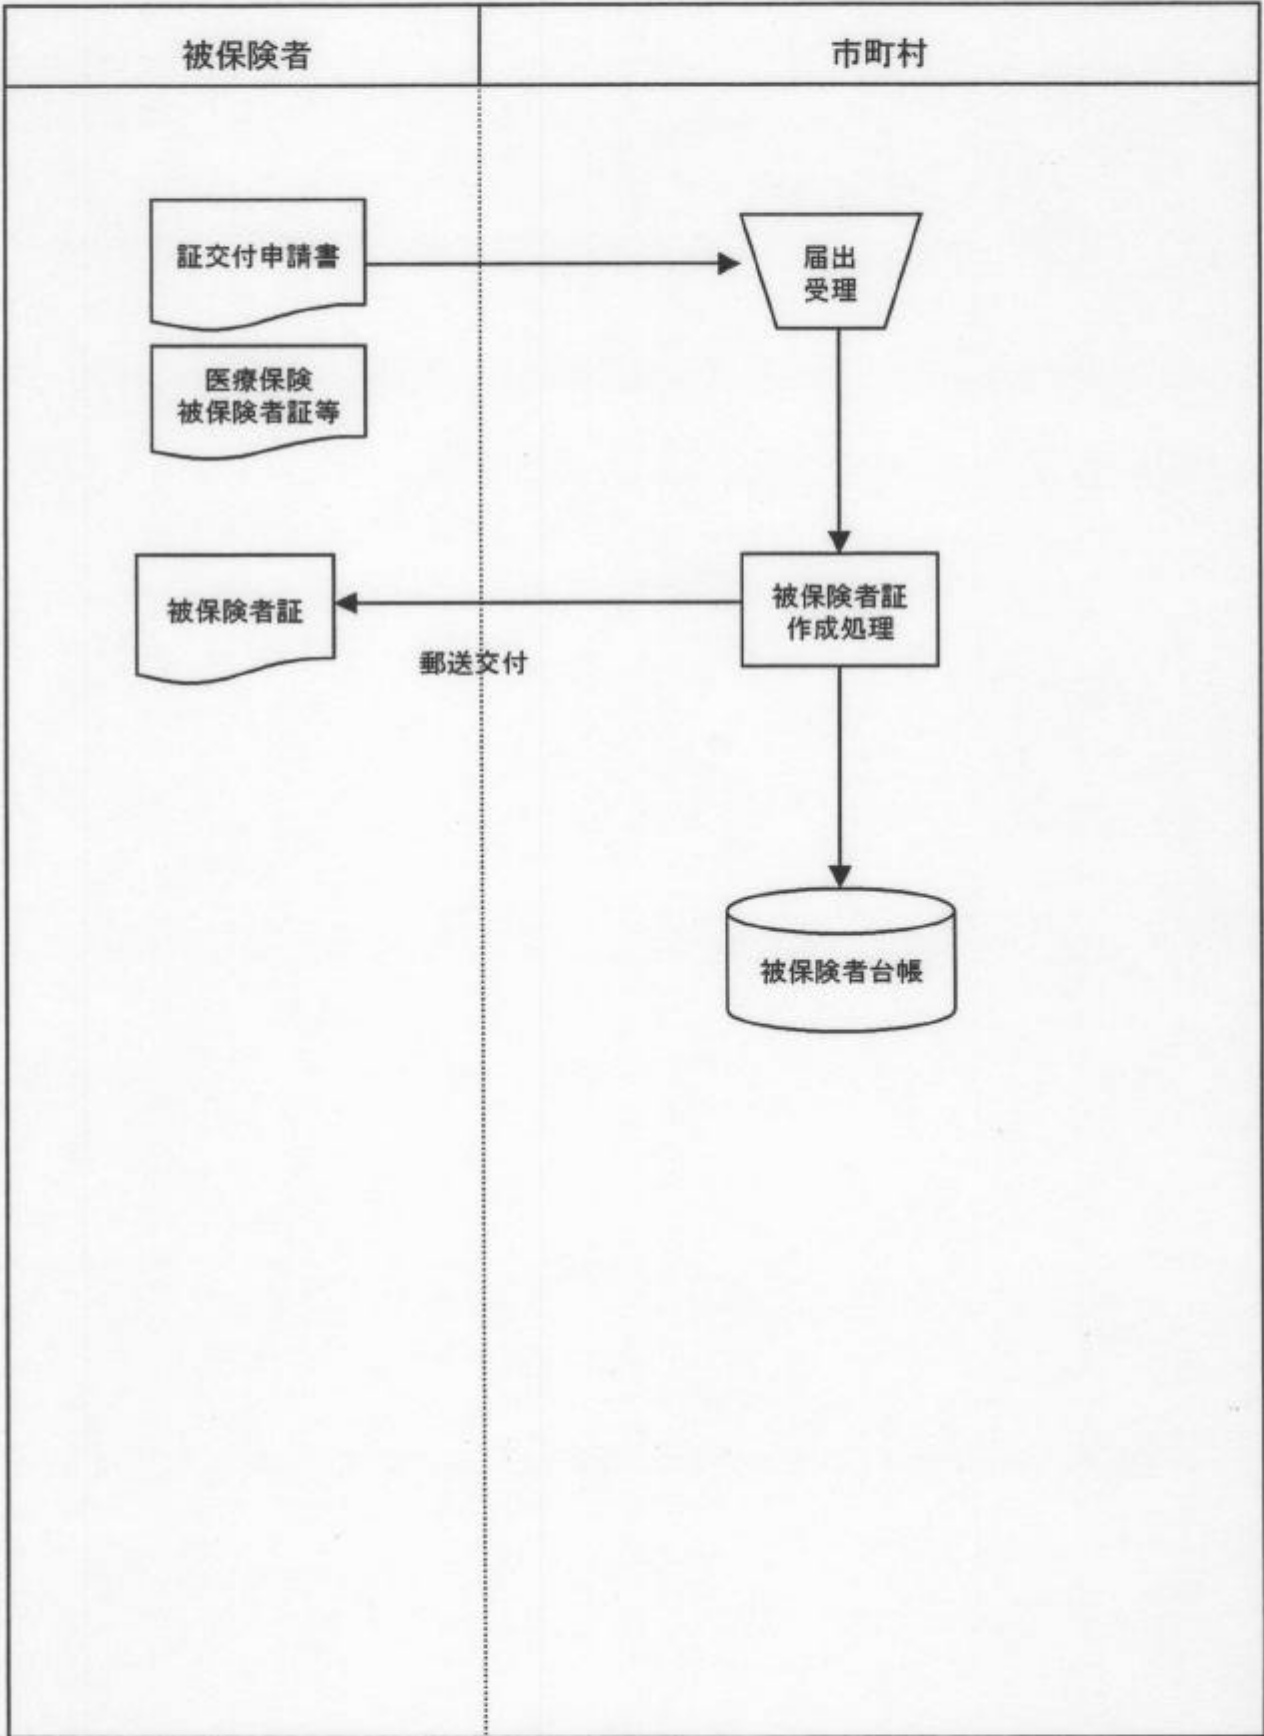 被保険者
市町村
証交付申請書
届出
受理
医療保険
被保険者証等
被保険者証
被保険者証
作成処理
郵送交付
被保険者台帳